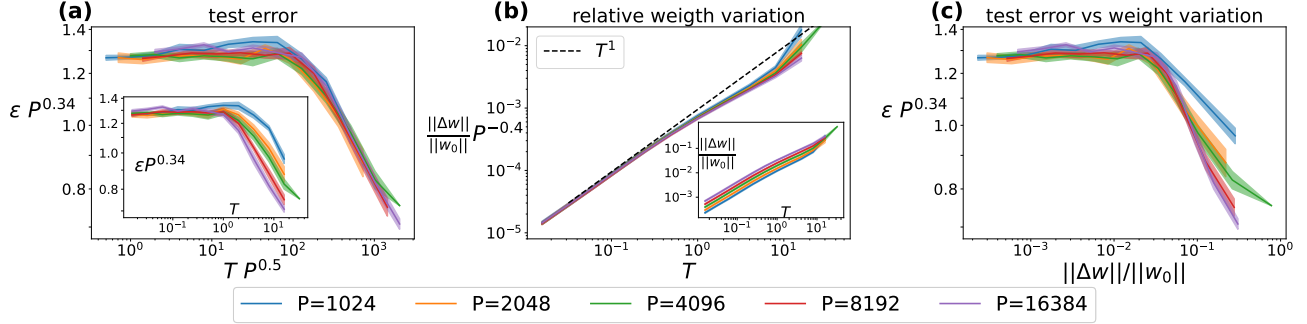 (a) test error
1.4
1.2
1.0
0.8
ε P^0.34
1.4
1.2
1.0
0.8
εP^0.34
10^-1 10^0 10^1
T
10^0 10^1 10^2 10^3
T P^0.5
(b) relative weigth variation
10^-2
10^-3
10^-4
10^-5
||Δw||/||w₀|| P^-0.4
T^1
10^-1
10^-2
10^-3
||Δw||/||w₀||
10^-1 10^0 10^1
T
10^-1 10^0 10^1
T
(c) test error vs weight variation
1.4
1.2
1.0
0.8
ε P^0.34
10^-3 10^-2 10^-1 10^0
||Δw||/||w₀||
P=1024 P=2048 P=4096 P=8192 P=16384